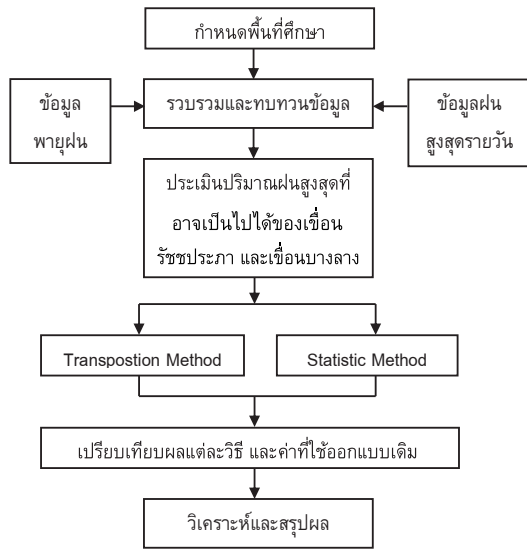 กำหนดพื้นที่ศึกษา
ข้อมูล
พายุฝน
รวบรวมและทบทวนข้อมูล
ข้อมูลฝน
สูงสุดรายวัน
ประเมินปริมาณฝนสูงสุดที่
อาจเป็นไปได้ของเขื่อน
รัชชประภา และเขื่อนบางลาง
Transpostion Method
Statistic Method
เปรียบเทียบผลแต่ละวิธี และค่าที่ใช้ออกแบบเดิม
วิเคราะห์และสรุปผล